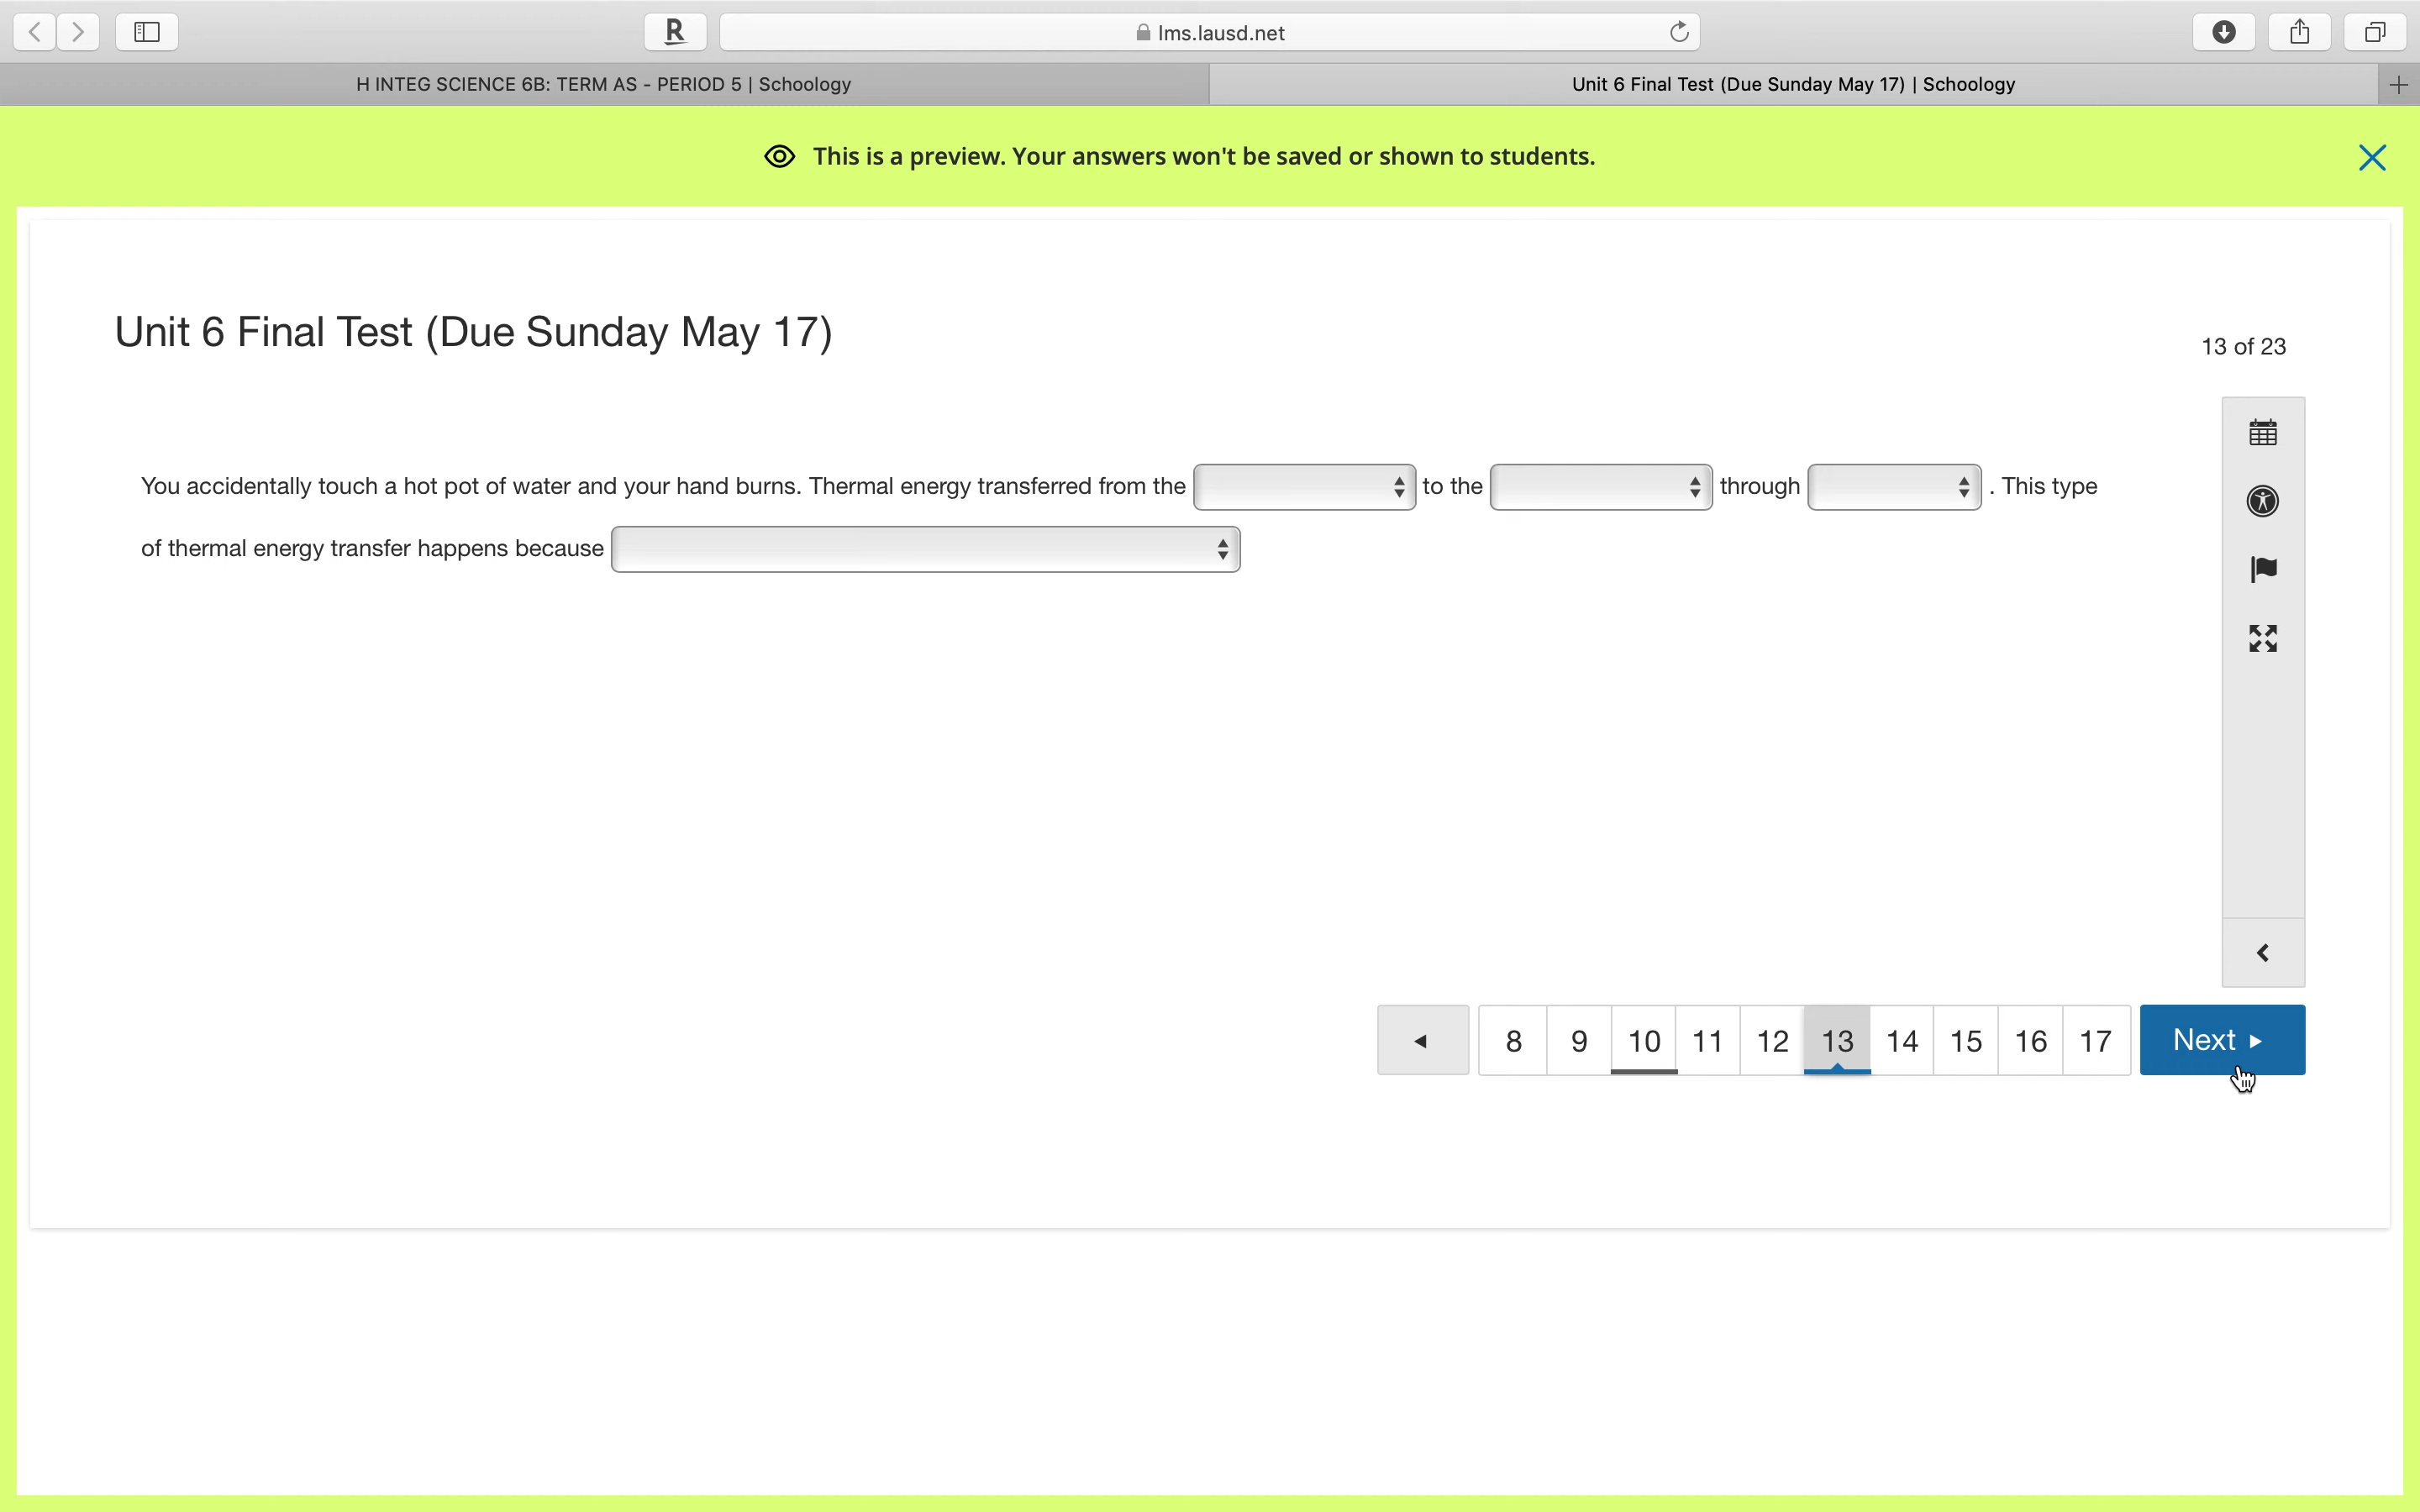 R
lms.lausd.net
H INTEG SCIENCE 6B: TERM AS - PERIOD 5 | Schoology
Unit 6 Final Test (Due Sunday May 17) | Schoology
This is a preview. Your answers won't be saved or shown to students.
Unit 6 Final Test (Due Sunday May 17)
13 of 23
You accidentally touch a hot pot of water and your hand burns. Thermal energy transferred from the to the through . This type
of thermal energy transfer happens because
8 9 10 11 12 13 14 15 16 17 Next